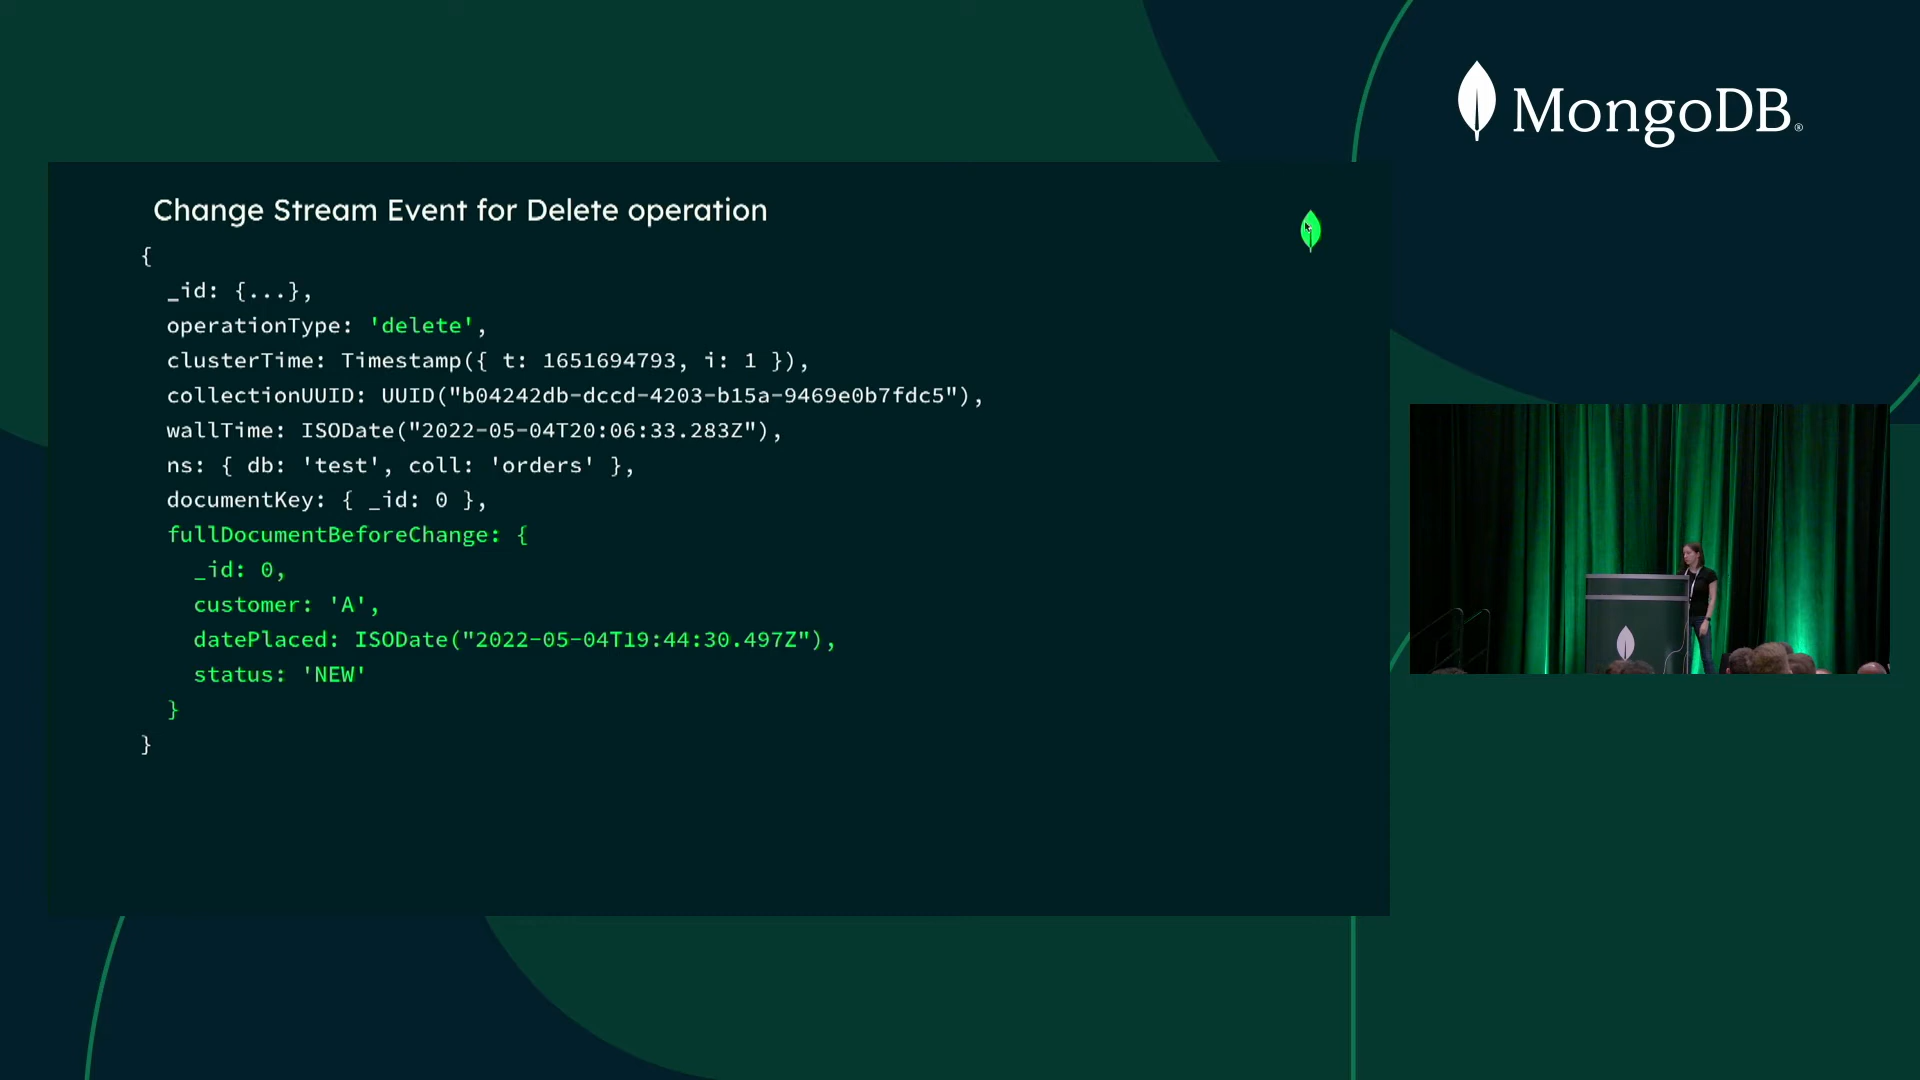 MongoDB®
Change Stream Event for Delete operation
{
_id: {...},
operationType: 'delete',
clusterTime: Timestamp({ t: 1651694793, i: 1 }),
collectionUUID: UUID("b04242db-dccd-4203-b15a-9469e0b7fdc5"),
wallTime: ISODate("2022-05-04T20:06:33.283Z"),
ns: { db: 'test', coll: 'orders' },
documentKey: { _id: 0 },
fullDocumentBeforeChange: {
_id: 0,
customer: 'A',
datePlaced: ISODate("2022-05-04T19:44:30.497Z"),
status: 'NEW'
}
}